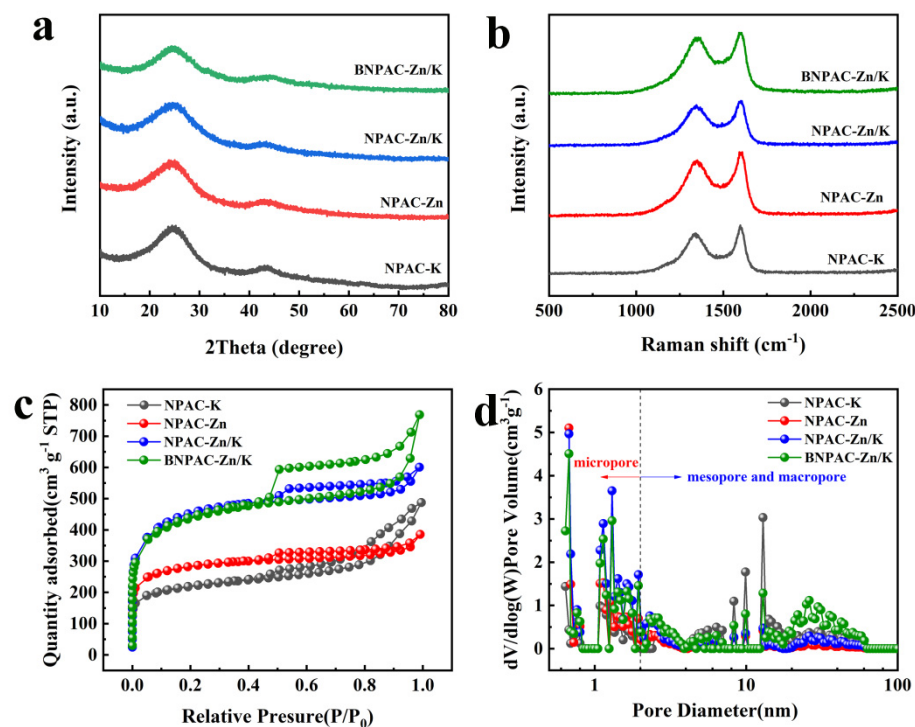 a
BNPAC-Zn/K
NPAC-Zn/K
NPAC-Zn
NPAC-K
Intensity (a.u.)
10 20 30 40 50 60 70 80
2Theta (degree)
b
BNPAC-Zn/K
NPAC-Zn/K
NPAC-Zn
NPAC-K
Intensity (a.u.)
500 1000 1500 2000 2500
Raman shift (cm⁻¹)
c
NPAC-K
NPAC-Zn
NPAC-Zn/K
BNPAC-Zn/K
Quantity adsorbed(cm³ g⁻¹ STP)
800
700
600
500
400
300
200
100
0
0.0 0.2 0.4 0.6 0.8 1.0
Relative Presure(P/P₀)
d
NPAC-K
NPAC-Zn
NPAC-Zn/K
BNPAC-Zn/K
micropore
mesopore and macropore
dV/dlog(W)Pore Volume(cm³g⁻¹)
6
5
4
3
2
1
0
1 10 100
Pore Diameter(nm)